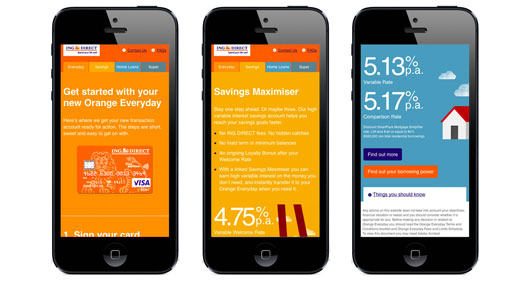 ING DIRECT
Contact Us
FAQs
Everyday
Savings
Home Loans
Super
Get started with your
new Orange Everyday
Here's where we get your new transaction
account ready for action. The steps are short,
sweet and easy to get on with.
ING DIRECT
VISA
1. Sign your card
ING DIRECT
Contact Us
FAQs
Everyday
Savings
Home Loans
Super
Savings Maximiser
Stop one step ahead. Or maybe three. Our high
variable interest savings account helps you
reach your savings goals faster.
No ING DIRECT fees. No hidden catches
No fixed term or minimum balances
An ongoing Loyalty Bonus after your
Welcome Rate
With a linked Savings Maximiser you can
earn high variable interest on the money you
don't need, and instantly transfer it to your
Orange Everyday when you need it.
4.75% p.a.
Variable Welcome Rate
5.13% p.a.
Variable Rate
5.17% p.a.
Comparison Rate
Find out more
Find out your borrowing power
Things you should know